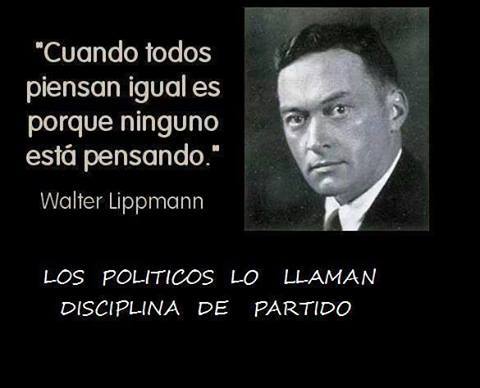 "Cuando todos
piensan igual es
porque ninguno
está pensando."
Walter Lippmann
LOS POLITICOS LO LLAMAN
DISCIPLINA DE PARTIDO